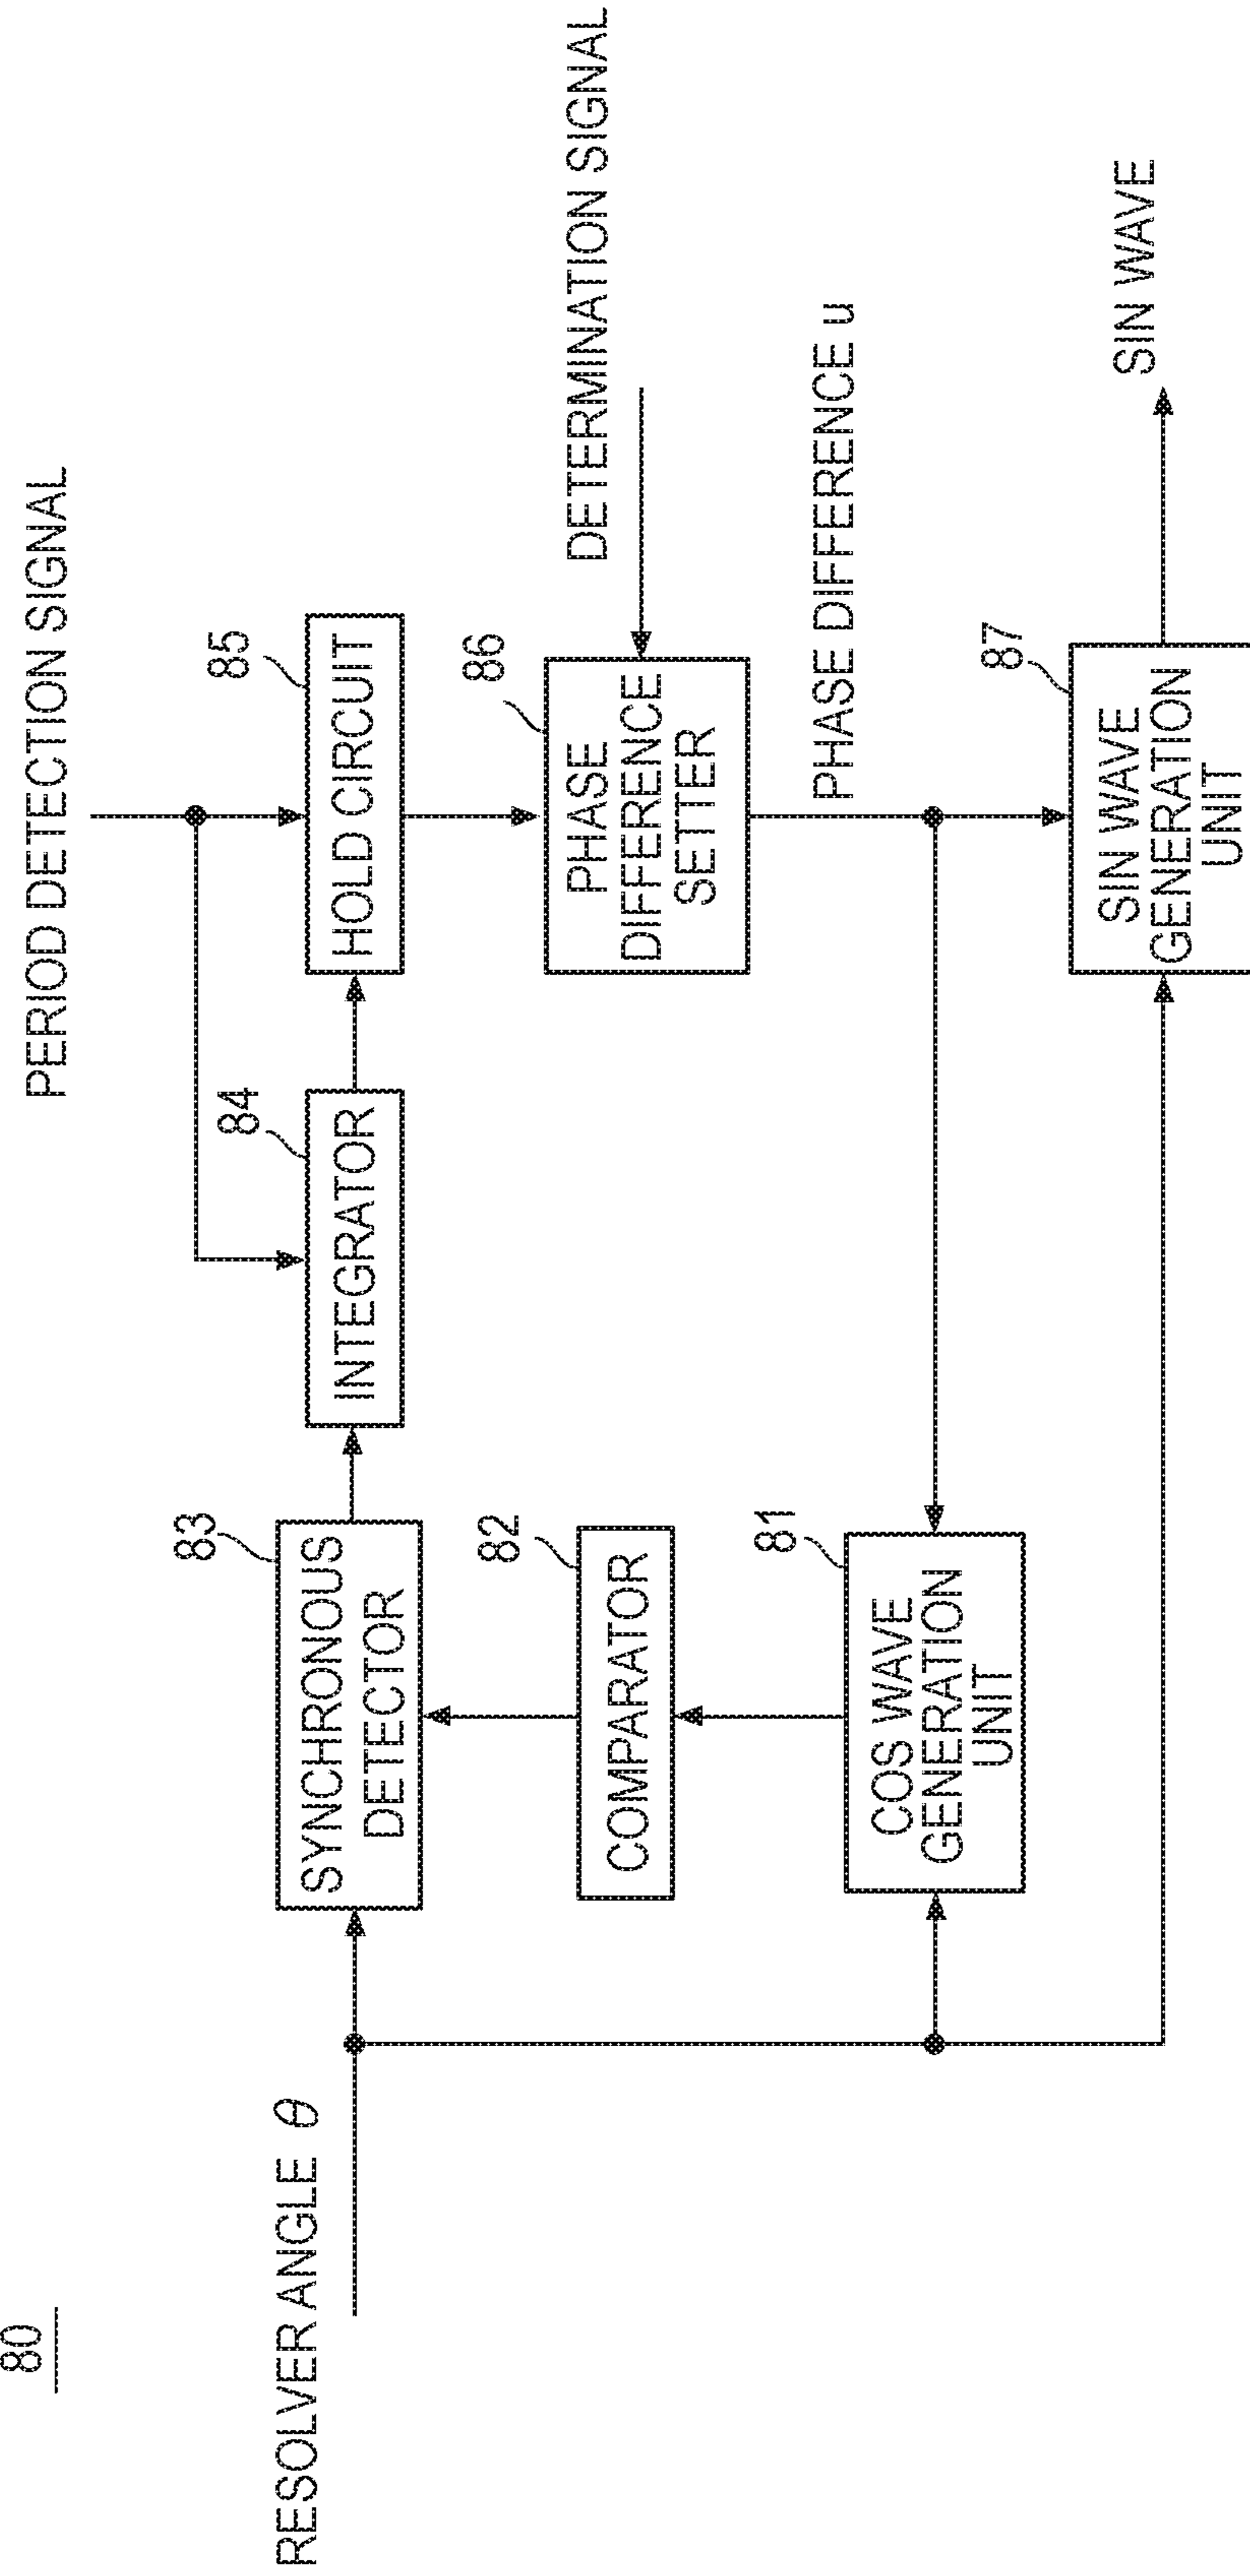 80
PERIOD DETECTION SIGNAL
RESOLVER ANGLE θ
83
SYNCHRONOUS
DETECTOR
84
INTEGRATOR
85
HOLD CIRCUIT
82
COMPARATOR
86
PHASE
DIFFERENCE
SETTER
DETERMINATION SIGNAL
81
COS WAVE
GENERATION
UNIT
PHASE DIFFERENCE u
87
SIN WAVE
GENERATION
UNIT
SIN WAVE